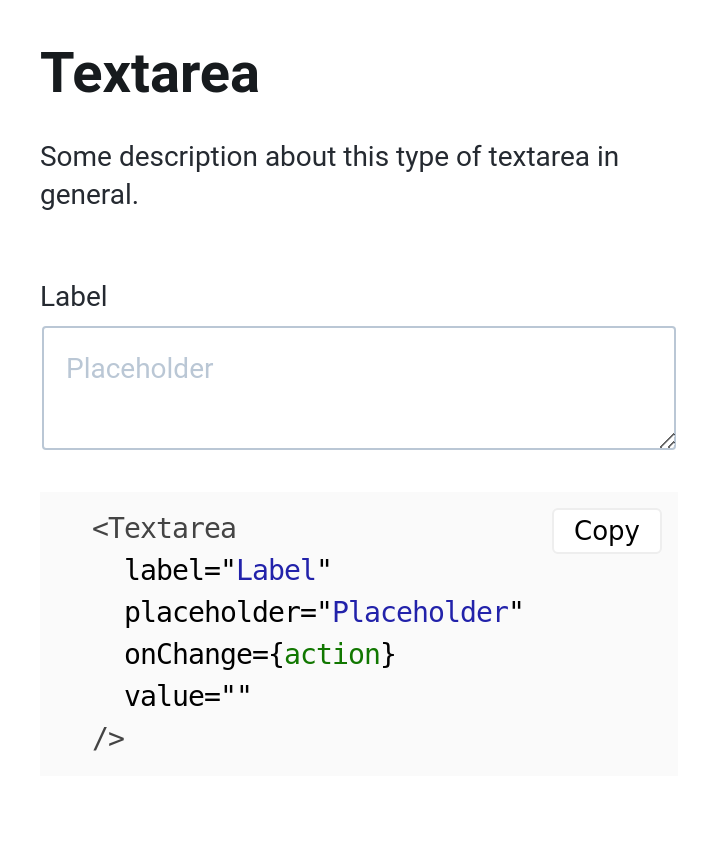 Textarea
Some description about this type of textarea in
general.
Label
Placeholder
<Textarea
Copy
label="Label"
placeholder="Placeholder"
onChange={action}
value=""
/>